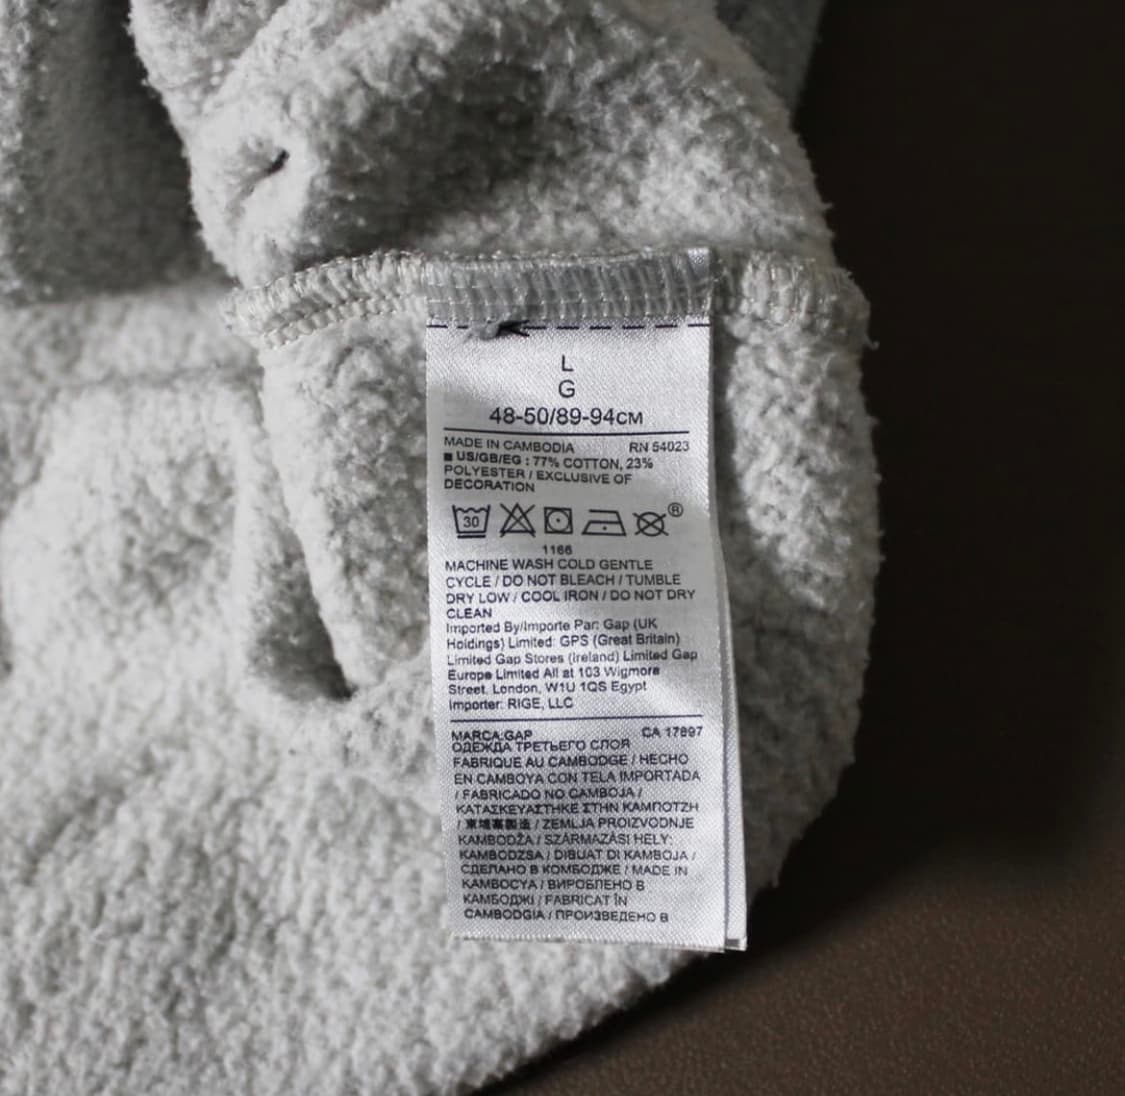 L
G
48-50/89-94см
MADE IN CAMBODIA RN 54023
■ US/GB/EG : 77% COTTON, 23%
POLYESTER / EXCLUSIVE OF
DECORATION
30 ®
1166
MACHINE WASH COLD GENTLE
CYCLE / DO NOT BLEACH / TUMBLE
DRY LOW / COOL IRON / DO NOT DRY
CLEAN
Imported By/Importe Par: Gap (UK
Holdings) Limited: GPS (Great Britain)
Limited Gap Stores (Ireland) Limited Gap
Europe Limited All at 103 Wigmore
Street, London, W1U 1QS Egypt
Importer: RIGE, LLC
MARCA:GAP CA 17897
ОДЕЖДА ТРЕТЬЕГО СЛОЯ
FABRIQUE AU CAMBODGE / HECHO
EN CAMBOYA CON TELA IMPORTADA
/ FABRICADO NO CAMBOJA /
ΚΑΤΑΣΚΕΥΑΣΤΗΚΕ ΣΤΗΝ ΚΑΜΠΟΤΖΗ
/ 柬埔寨製造 / ZEMLJA PROIZVODNJE
KAMBODŽA / SZÁRMAZÁSI HELY:
KAMBODZSA / DIBUAT DI KAMBOJA /
СДЕЛАНО В КОМБОДЖЕ / MADE IN
KAMBOCYA / ВИРОБЛЕНО В
КАМБОДЖІ / FABRICAT ÎN
CAMBODGIA / ПРОИЗВЕДЕНО В